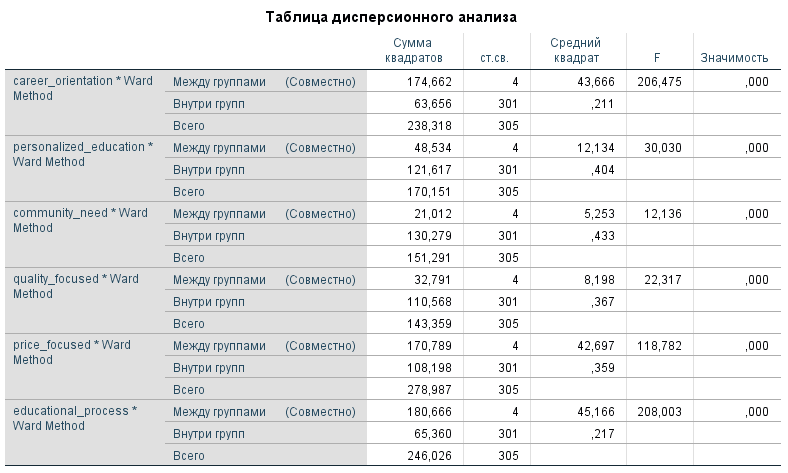 Таблица дисперсионного анализа
Сумма квадратов ст.св. Средний квадрат F Значимость
career_orientation * Ward Method Между группами (Совместно) 174,662 4 43,666 206,475 ,000
Внутри групп 63,656 301 ,211
Всего 238,318 305
personalized_education * Ward Method Между группами (Совместно) 48,534 4 12,134 30,030 ,000
Внутри групп 121,617 301 ,404
Всего 170,151 305
community_need * Ward Method Между группами (Совместно) 21,012 4 5,253 12,136 ,000
Внутри групп 130,279 301 ,433
Всего 151,291 305
quality_focused * Ward Method Между группами (Совместно) 32,791 4 8,198 22,317 ,000
Внутри групп 110,568 301 ,367
Всего 143,359 305
price_focused * Ward Method Между группами (Совместно) 170,789 4 42,697 118,782 ,000
Внутри групп 108,198 301 ,359
Всего 278,987 305
educational_process * Ward Method Между группами (Совместно) 180,666 4 45,166 208,003 ,000
Внутри групп 65,360 301 ,217
Всего 246,026 305